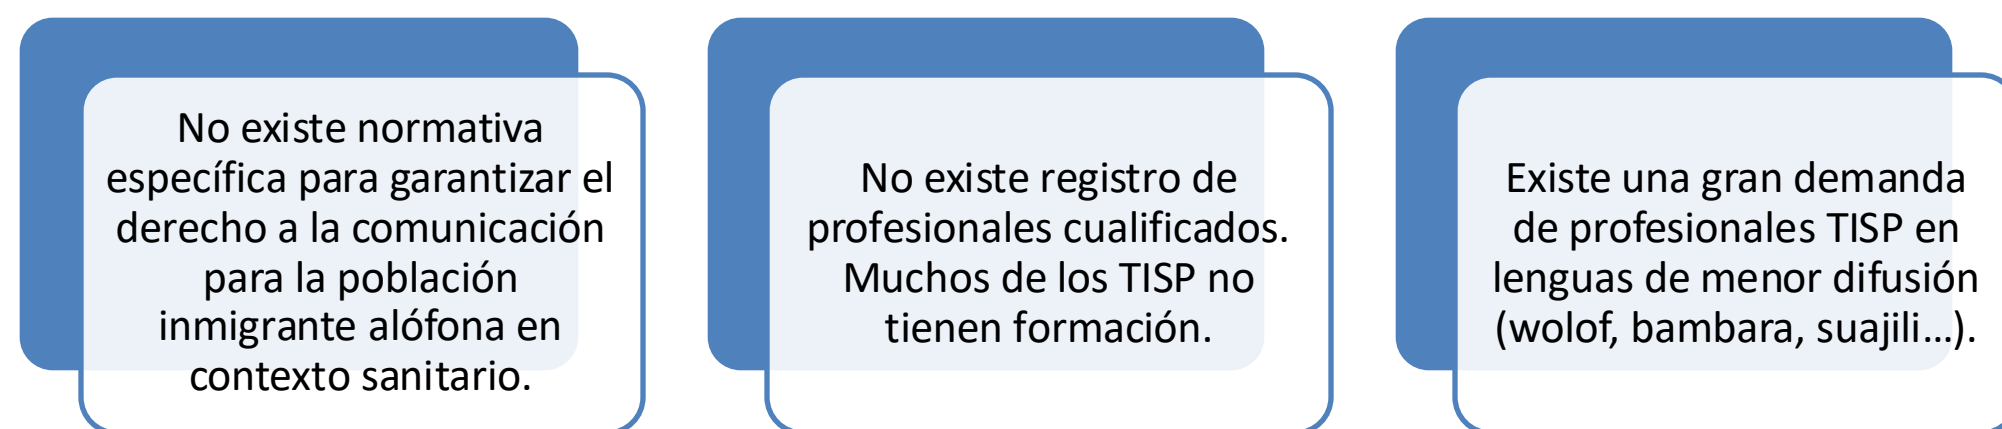 No existe normativa
específica para garantizar el
derecho a la comunicación
para la población
inmigrante alófona en
contexto sanitario.
No existe registro de
profesionales cualificados.
Muchos de los TISP no
tienen formación.
Existe una gran demanda
de profesionales TISP en
lenguas de menor difusión
(wolof, bambara, suajili...).